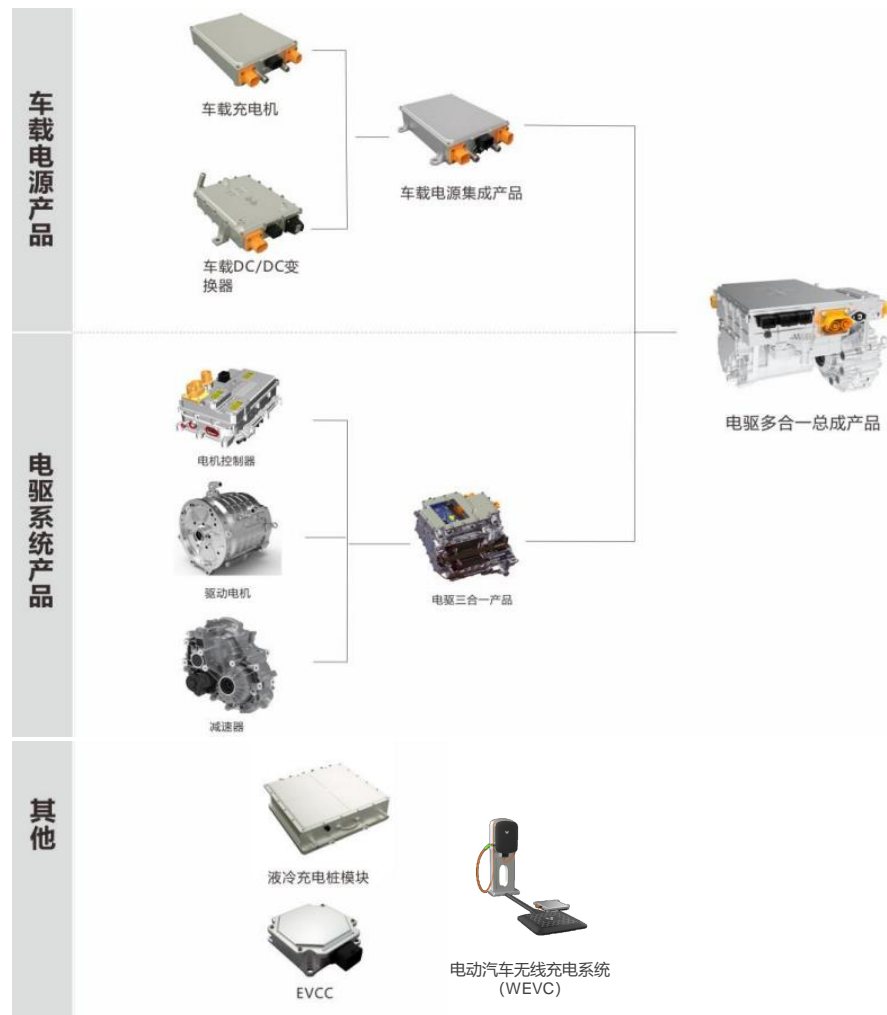 车载电源产品
车载充电机
车载电源集成产品
车载DC/DC变
换器
电驱多合一总成产品
电驱系统产品
电机控制器
驱动电机
电驱三合一产品
减速器
其他
液冷充电桩模块
EVCC
电动汽车无线充电系统
(WEVC)